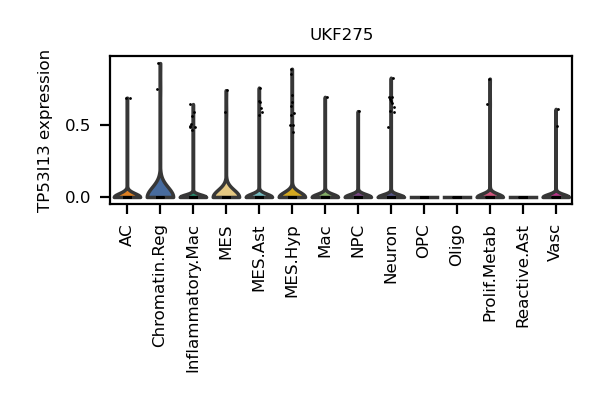 UKF275
TP53I13 expression
0.5
0.0
AC
Chromatin.Reg
Inflammatory.Mac
MES
MES.Ast
MES.Hyp
Mac
NPC
Neuron
OPC
Oligo
Prolif.Metab
Reactive.Ast
Vasc